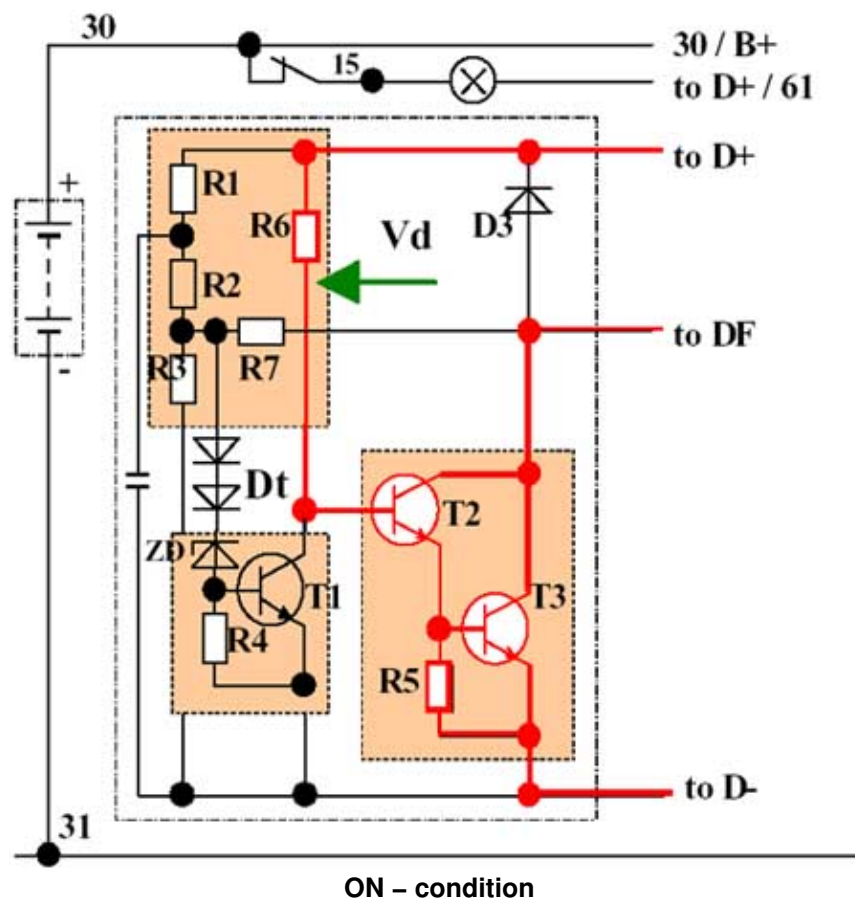 30
30 / B+
15
to D+ / 61
to D+
+
R1
R6
Vd
D3
R2
to DF
-
R3
R7
Dt
T2
ZD
T1
T3
R4
R5
to D-
31
ON – condition